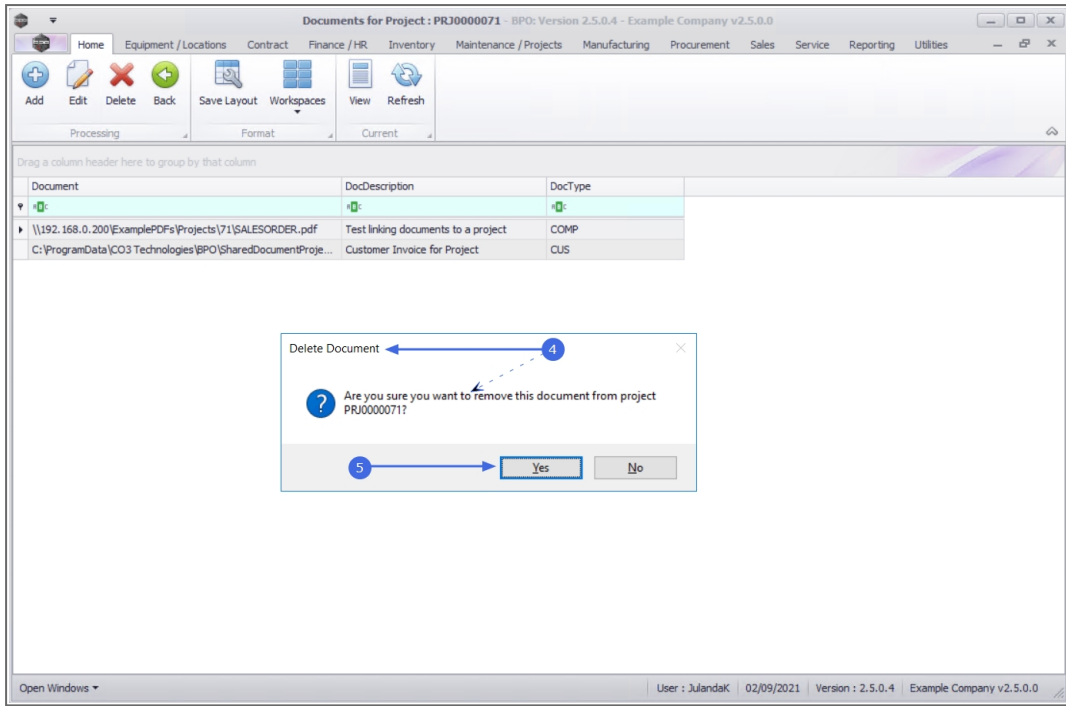 Documents for Project : PRJ0000071 - BPO: Version 2.5.0.4 - Example Company v2.5.0.0
Home Equipment / Locations Contract Finance / HR Inventory Maintenance / Projects Manufacturing Procurement Sales Service Reporting Utilities
Add Edit Delete Back Save Layout Workspaces View Refresh
Processing Format Current
Drag a column header here to group by that column
Document DocDescription DocType
\\192.168.0.200\ExamplePDFs\Projects\71\SALESORDER.pdf Test linking documents to a project COMP
C:\ProgramData\CO3 Technologies\BPO\SharedDocumentProje... Customer Invoice for Project CUS
Delete Document 4
Are you sure you want to remove this document from project
PRJ0000071?
5 Yes No
Open Windows User : JulandaK 02/09/2021 Version : 2.5.0.4 Example Company v2.5.0.0